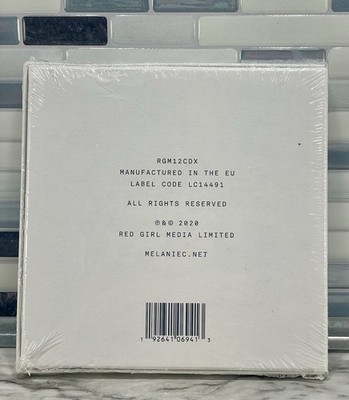 RGM12CDX
MANUFACTURED IN THE EU
LABEL CODE LC14491
ALL RIGHTS RESERVED
℗&© 2020
RED GIRL MEDIA LIMITED
MELANIEC.NET
1 92641 06941 3